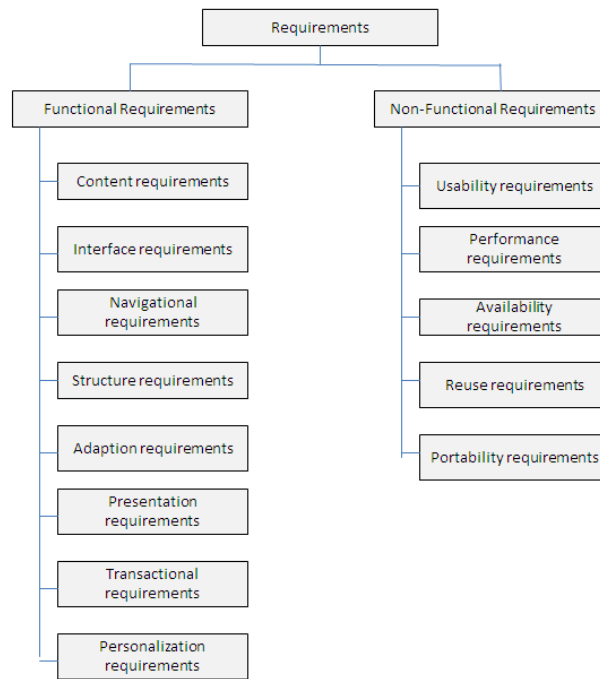 Requirements
Functional Requirements
Non-Functional Requirements
Content requirements
Interface requirements
Navigational
requirements
Structure requirements
Adaption requirements
Presentation
requirements
Transactional
requirements
Personalization
requirements
Usability requirements
Performance
requirements
Availability
requirements
Reuse requirements
Portability requirements